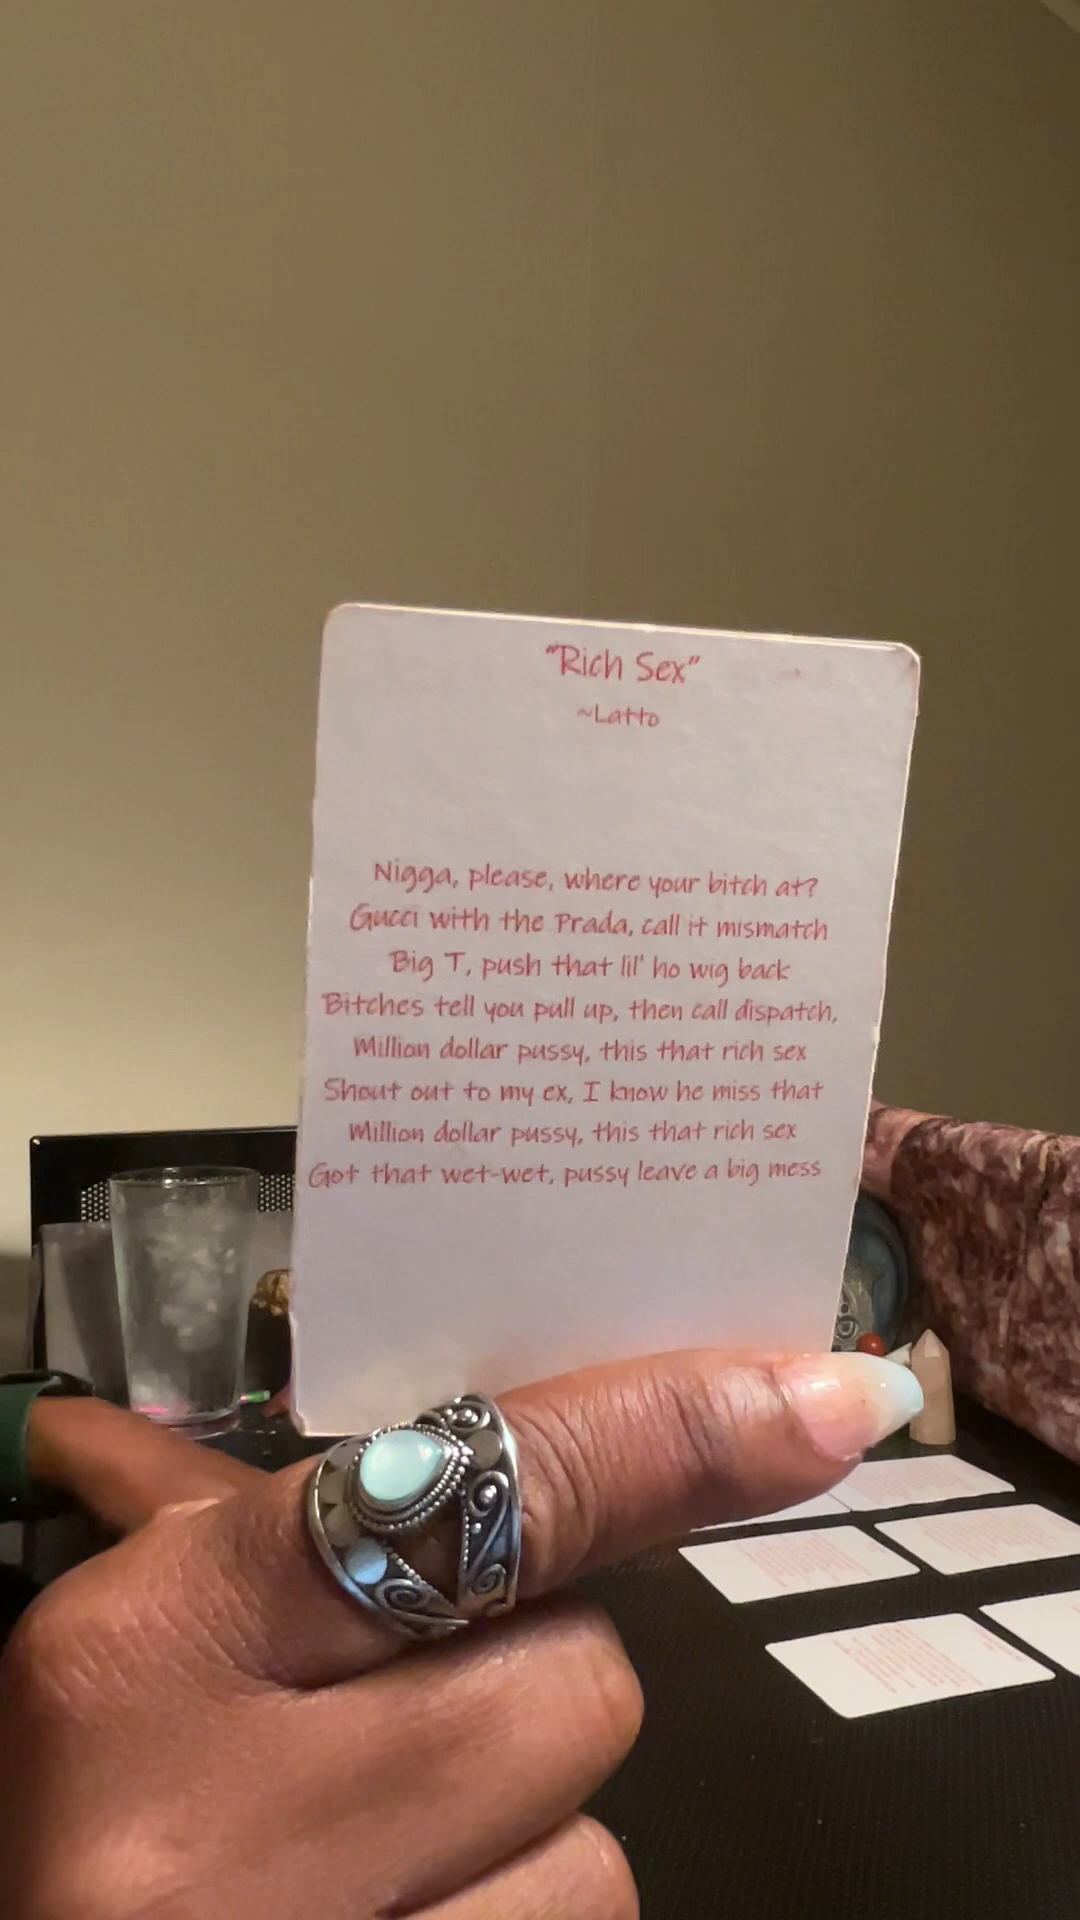 "Rich Sex"
~Latto
Nigga, please, where your bitch at?
Gucci with the Prada, call it mismatch
Big T, push that lil' ho wig back
Bitches tell you pull up, then call dispatch,
Million dollar pussy, this that rich sex
Shout out to my ex, I know he miss that
Million dollar pussy, this that rich sex
Got that wet-wet, pussy leave a big mess